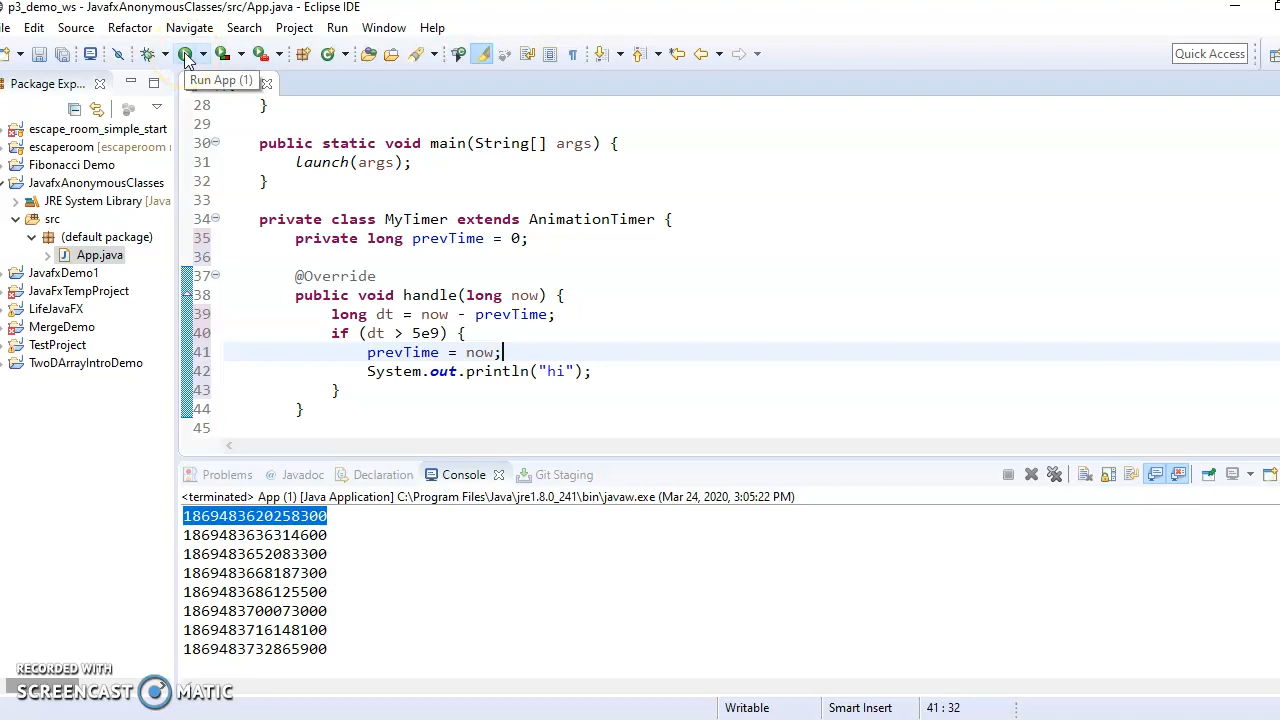 p3_demo_ws - JavafxAnonymousClasses/src/App.java - Eclipse IDE
Edit Source Refactor Navigate Search Project Run Window Help
Quick Access
Run App (1)
Package Exp...
escape_room_simple_start
escaperoom [escaperoom
Fibonacci Demo
JavafxAnonymousClasses
JRE System Library [Java
src
(default package)
App.java
JavafxDemo1
JavaFxTempProject
LifeJavaFX
MergeDemo
TestProject
TwoDArrayIntroDemo
28 }
29
30 public static void main(String[] args) {
31 launch(args);
32 }
33
34 private class MyTimer extends AnimationTimer {
35 private long prevTime = 0;
36
37 @Override
38 public void handle(long now) {
39 long dt = now - prevTime;
40 if (dt > 5e9) {
41 prevTime = now;
42 System.out.println("hi");
43 }
44 }
45
Problems @ Javadoc Declaration Console Git Staging
<terminated> App (1) [Java Application] C:\Program Files\Java\jre1.8.0_241\bin\javaw.exe (Mar 24, 2020, 3:05:22 PM)
1869483620258300
1869483636314600
1869483652083300
1869483668187300
1869483686125500
1869483700073000
1869483716148100
1869483732865900
RECORDED WITH
SCREENCAST MATIC
Writable Smart Insert 41 : 32